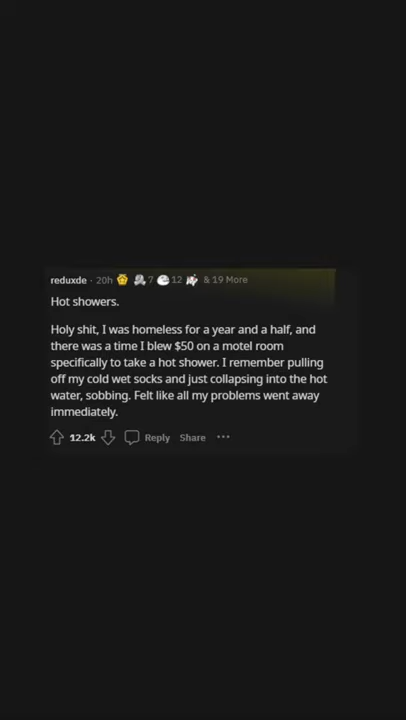 reduxde · 20h 7 12 & 19 More
Hot showers.
Holy shit, I was homeless for a year and a half, and
there was a time I blew $50 on a motel room
specifically to take a hot shower. I remember pulling
off my cold wet socks and just collapsing into the hot
water, sobbing. Felt like all my problems went away
immediately.
12.2k Reply Share ···